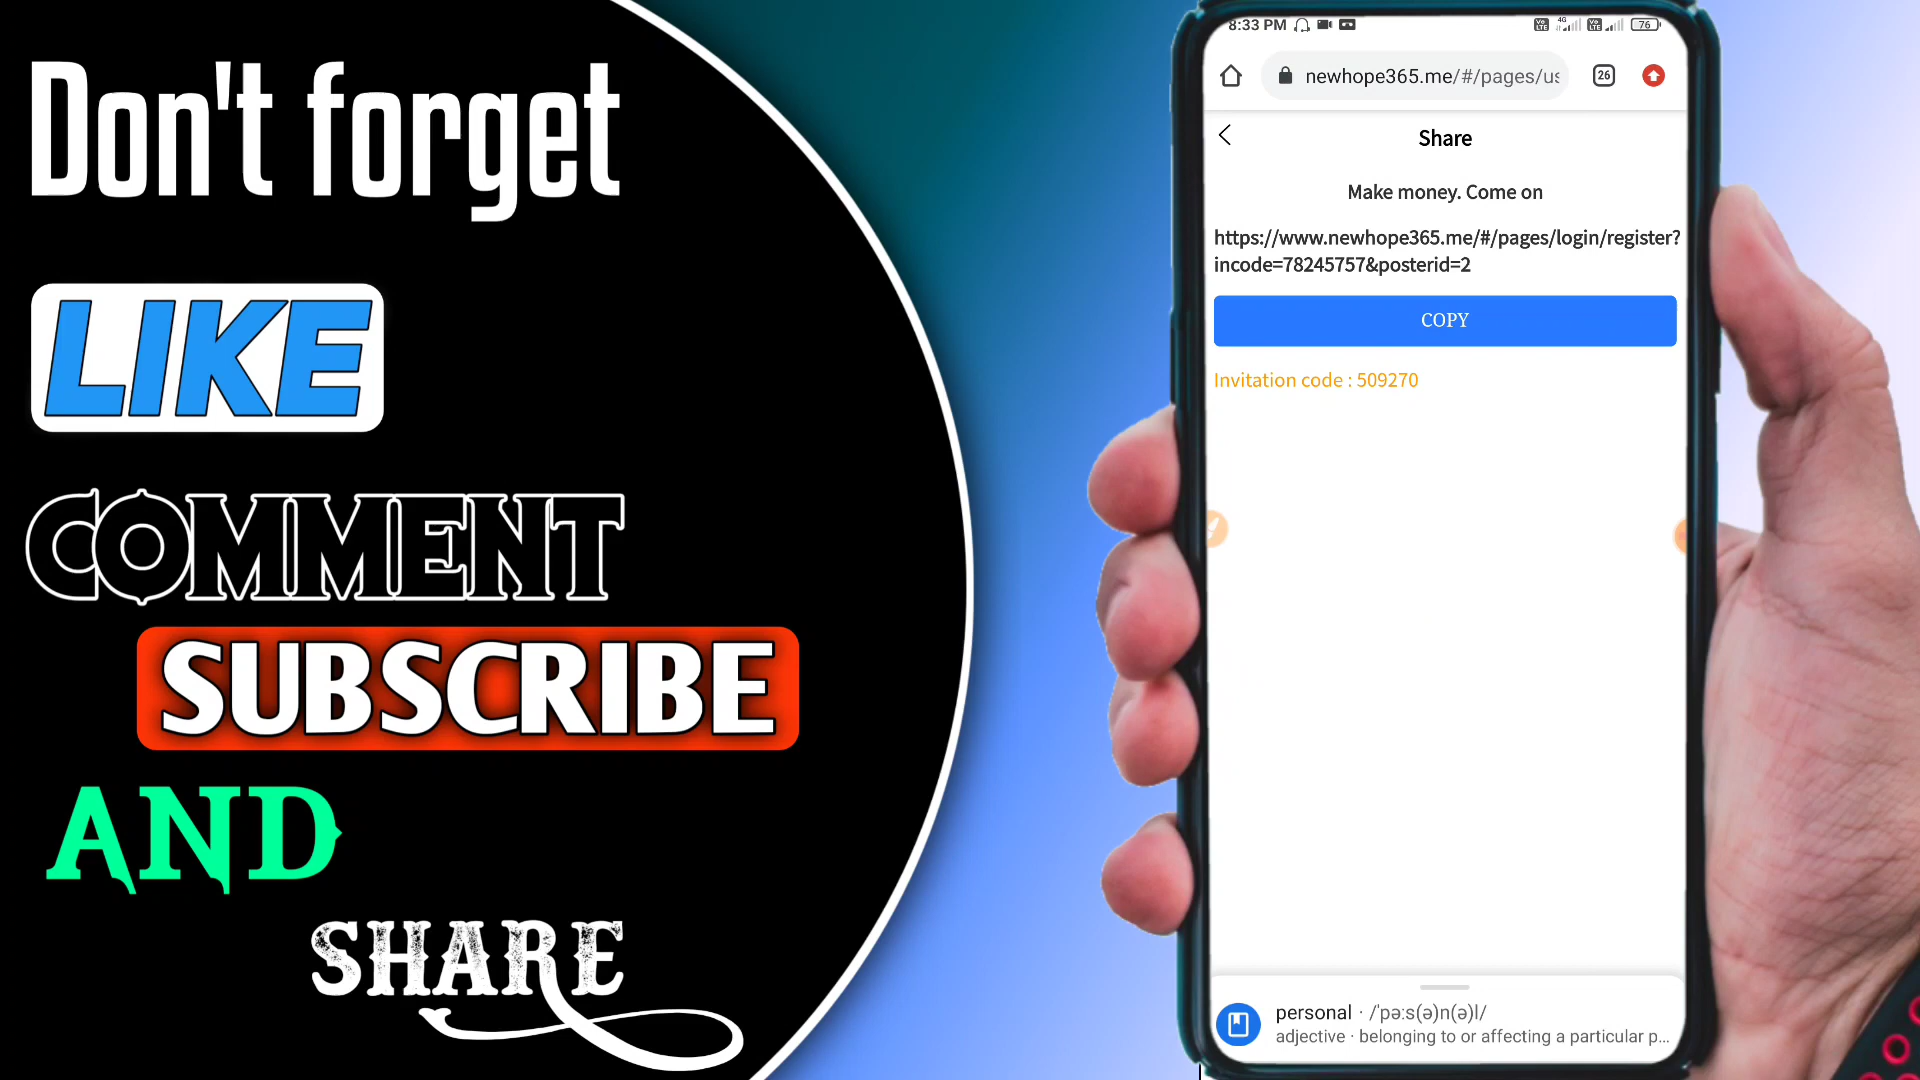 Don't forget
LIKE
COMMENT
SUBSCRIBE
AND
SHARE
8:33 PM
4G
76
newhope365.me/#/pages/us
26
Share
Make money. Come on
https://www.newhope365.me/#/pages/login/register?
incode=78245757&posterid=2
COPY
Invitation code : 509270
personal · /ˈpəːs(ə)n(ə)l/
adjective · belonging to or affecting a particular p...